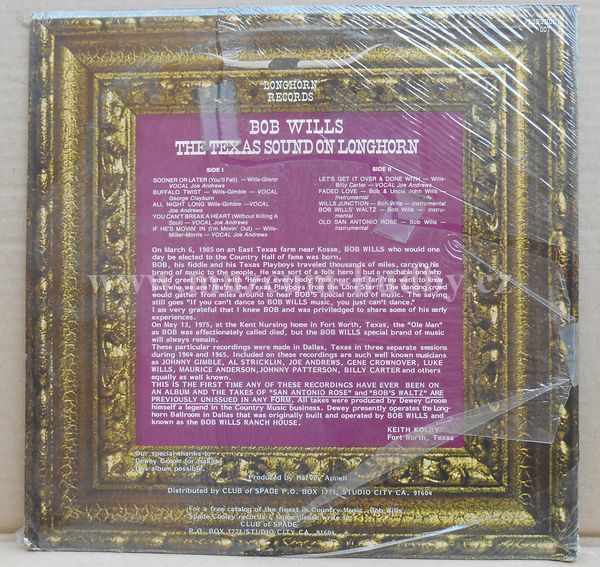 LONGHORN
007
LONGHORN
RECORDS
BOB WILLS
THE TEXAS SOUND ON LONGHORN
SIDE I
SOONER OR LATER (You'll Fall) — Wills-Glenn
VOCAL Joe Andrews
BUFFALO TWIST — Wills-Gimble — VOCAL
George Clayburn
ALL NIGHT LONG Wills-Gimble — VOCAL
Joe Andrews
YOU CAN'T BREAK A HEART (Without Killing A
Soul) — VOCAL Joe Andrews
IF HE'S MOVIN' IN (I'm Movin' Out) — Wills-
Miller-Morris — VOCAL Joe Andrews
SIDE II
LET'S GET IT OVER & DONE WITH — Wills-
Billy Carter — VOCAL Joe Andrews
FADED LOVE — Bob & Uncle John Wills —
Instrumental
WILLS JUNCTION — Bob Wills — Instrumental
BOB WILLS' WALTZ — Bob Wills — Instru-
mental
OLD SAN ANTONIO ROSE — Bob Wills —
Instrumental
On March 6, 1905 on an East Texas farm near Kosse, BOB WILLS who would one
day be elected to the Country Hall of fame was born.
BOB, his fiddle and his Texas Playboys traveled thousands of miles, carrying his
brand of music to the people. He was sort of a folk hero — but a reachable one who
would greet his fans with "Howdy everybody from near and far. You want to know
just who we are? We're the Texas Playboys from the Lone Star". The dancing crowd
would gather from miles around to hear BOB'S special brand of music. The saying
still goes "If you can't dance to BOB WILLS music, you just can't dance."
I am very grateful that I knew BOB and was priviledged to share some of his early
experiences.
On May 13, 1975, at the Kent Nursing home in Fort Worth, Texas, the "Ole Man"
as BOB was affectionately called died, but the BOB WILLS special brand of music
will always remain.
These particular recordings were made in Dallas, Texas in three separate sessions
during 1964 and 1965. Included on these recordings are such well known musicians
as JOHNNY GIMBLE, AL STRICKLIN, JOE ANDREWS, GENE CROWNOVER, LUKE
WILLS, MAURICE ANDERSON, JOHNNY PATTERSON, BILLY CARTER and others
equally as well known.
THIS IS THE FIRST TIME ANY OF THESE RECORDINGS HAVE EVER BEEN ON
AN ALBUM AND THE TAKES OF "SAN ANTONIO ROSE" and "BOB'S WALTZ" ARE
PREVIOUSLY UNISSUED IN ANY FORM. All takes were produced by Dewey Groom
himself a legend in the Country Music business. Dewey presently operates the Long-
horn Ballroom in Dallas that was originally built and operated by BOB WILLS and
known as the BOB WILLS RANCH HOUSE.
KEITH KOLBY
Fort Worth, Texas
Our special thanks to
Dewey Groom for making
this album possible.
Produced by Harvey Appell
Distributed by CLUB of SPADE P.O. BOX 1771, STUDIO CITY CA. 91604
For a free catalog of the finest in Country Music, Bob Wills
Spade Cooley records & tapes please write to:
CLUB OF SPADE
P.O. BOX 1771 STUDIO CITY CA. 91604